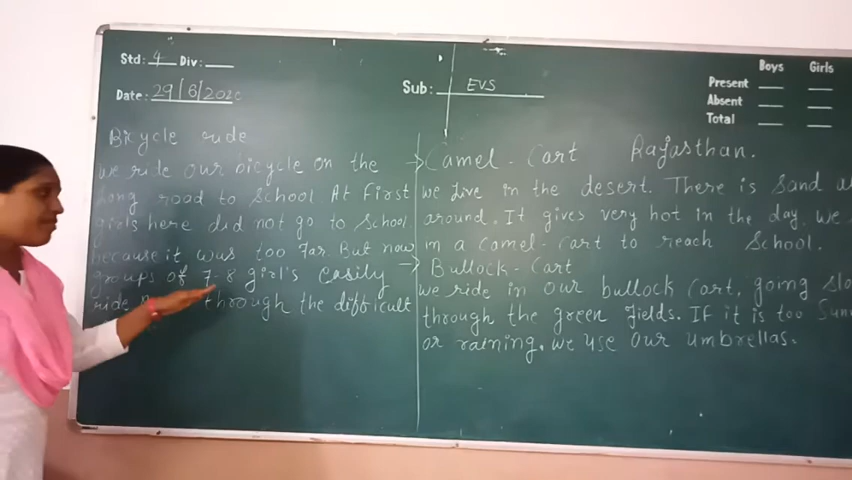 Std: 4 Div:
Date: 29/6/2020
Sub: EVS
Boys Girls
Present
Absent
Total
Bicycle ride
we ride our bicycle on the
long road to School At First
girls here did not go to School
because it was too Far. But now
groups of 7-8 girl's easily
ride through the difficult
→ Camel-Cart Rajasthan.
we live in the desert. There is Sand
around. It gives very hot in the day. we
in a camel-cart to reach School.
→ Bullock-Cart
we ride in our bullock cart, going
through the green fields. If it is too
or raining, we use our umbrellas.